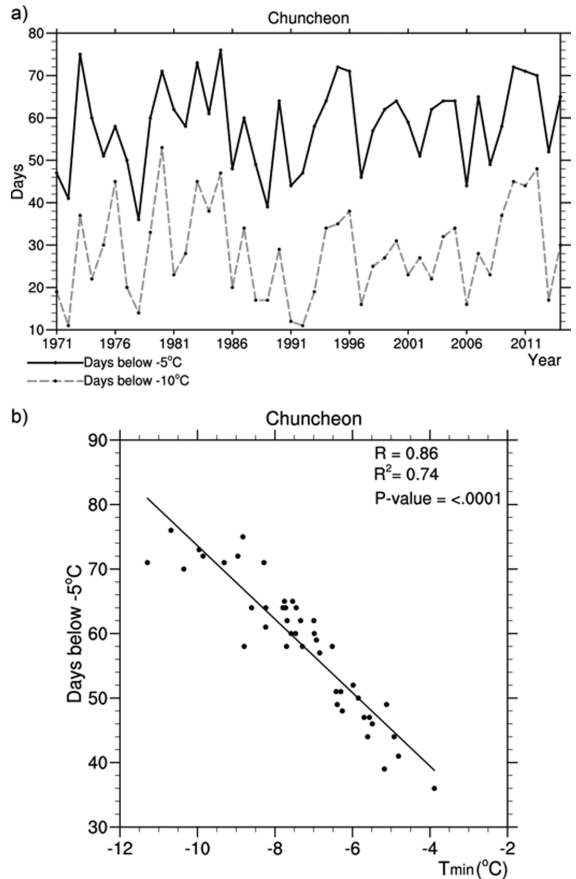 a)
Chuncheon
80
70
60
50
40
30
20
10
Days
1971 1976 1981 1986 1991 1996 2001 2006 2011
Year
Days below -5°C
Days below -10°C
b)
Chuncheon
R = 0.86
R²= 0.74
P-value = <.0001
90
80
70
60
50
40
30
Days below -5°C
-12 -10 -8 -6 -4 -2
Tmin(°C)